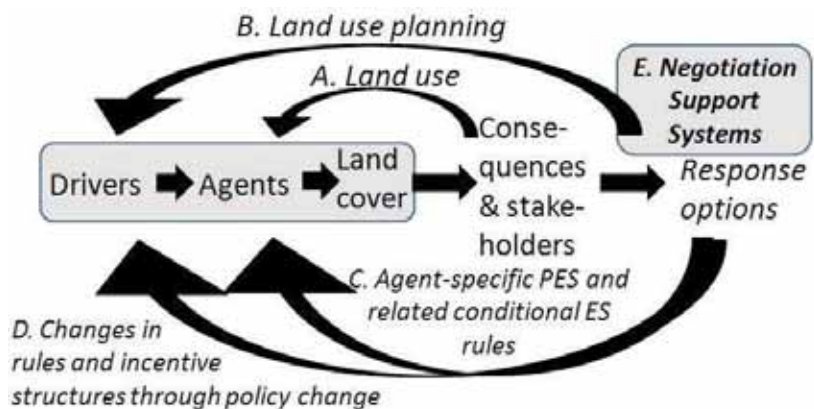 B. Land use planning
A. Land use
E. Negotiation
Support
Systems
Drivers
Agents
Land
cover
Conse-
quences
& stake-
holders
Response
options
C. Agent-specific PES and
related conditional ES
rules
D. Changes in
rules and incentive
structures through policy change